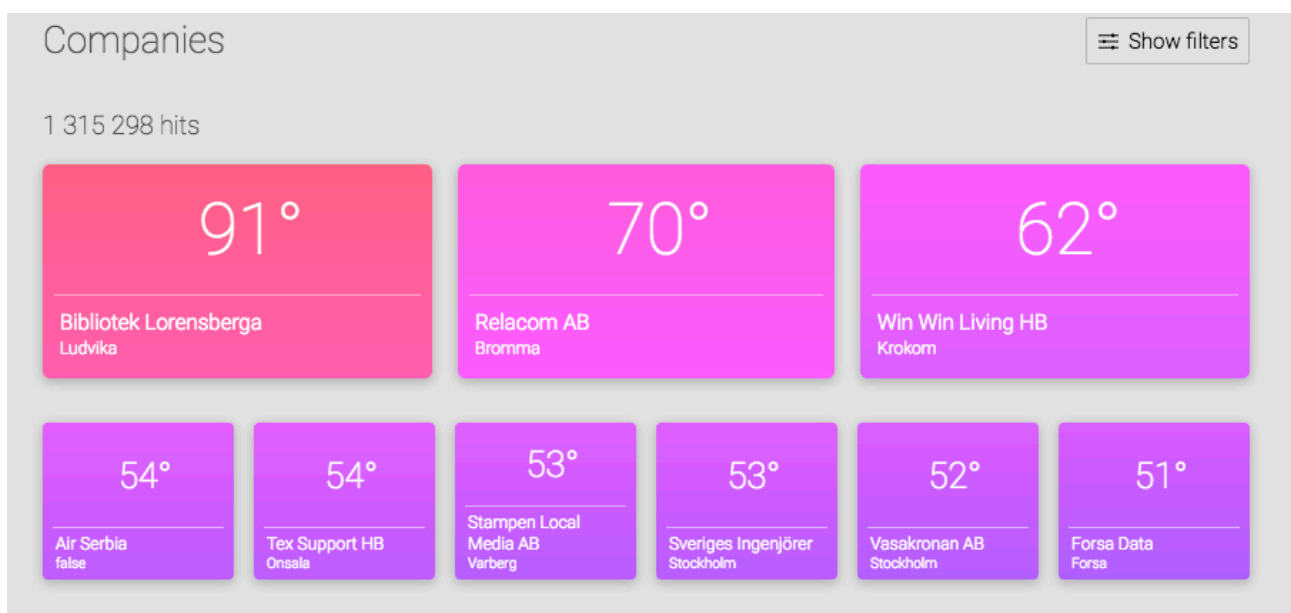 Companies
Show filters
1 315 298 hits
91°
Bibliotek Lorensberga
Ludvika
70°
Relacom AB
Bromma
62°
Win Win Living HB
Krokom
54°
Air Serbia
false
54°
Tex Support HB
Onsala
53°
Stampen Local
Media AB
Varberg
53°
Sveriges Ingenjörer
Stockholm
52°
Vasakronan AB
Stockholm
51°
Forsa Data
Forsa